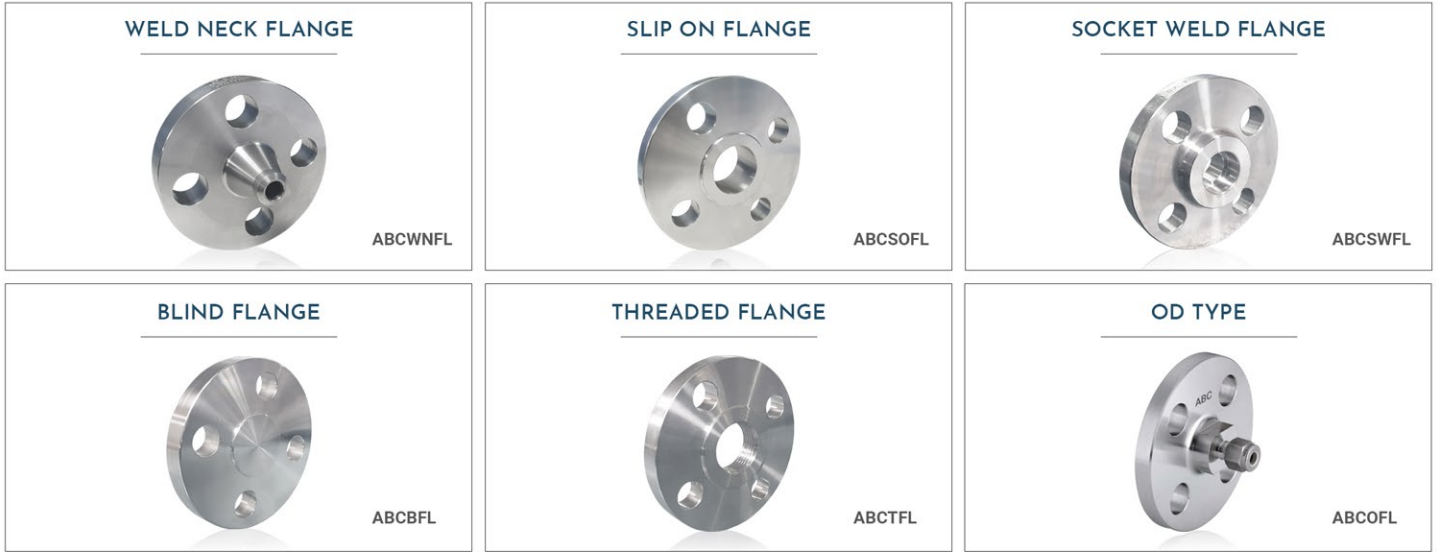 WELD NECK FLANGE
SLIP ON FLANGE
SOCKET WELD FLANGE
ABCWNFL
ABCSOFL
ABCSWFL
BLIND FLANGE
THREADED FLANGE
OD TYPE
ABC
ABCBFL
ABCTFL
ABCOFL